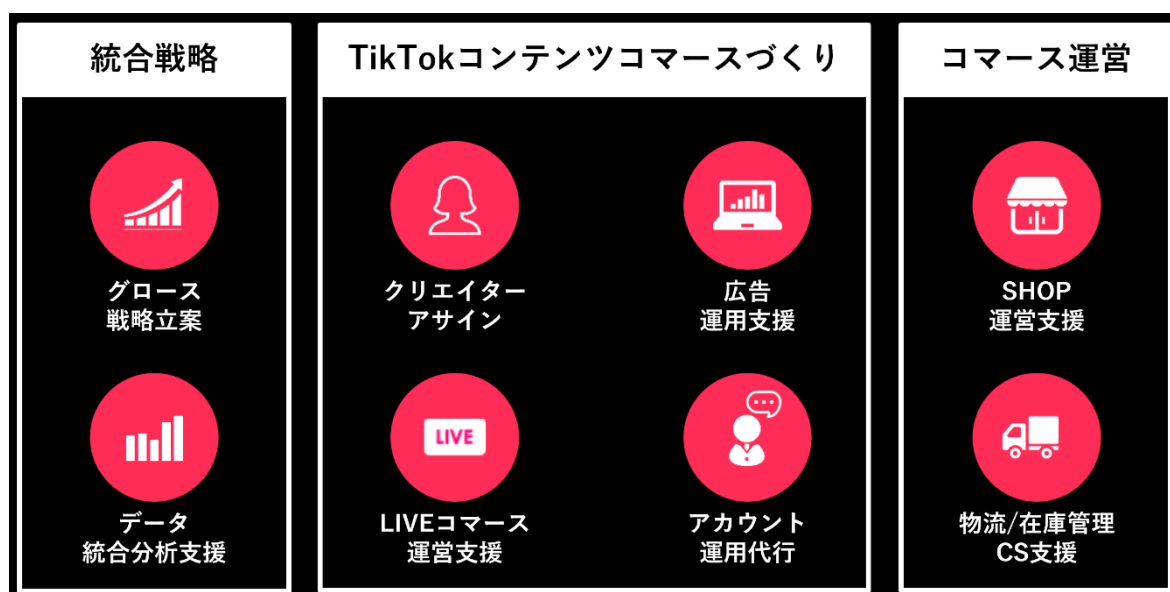 統合戦略
グロース
戦略立案
データ
統合分析支援
TikTokコンテンツコマースづくり
クリエイター
アサイン
広告
運用支援
LIVE
LIVEコマース
運営支援
アカウント
運用代行
コマース運営
SHOP
運営支援
物流/在庫管理
CS支援